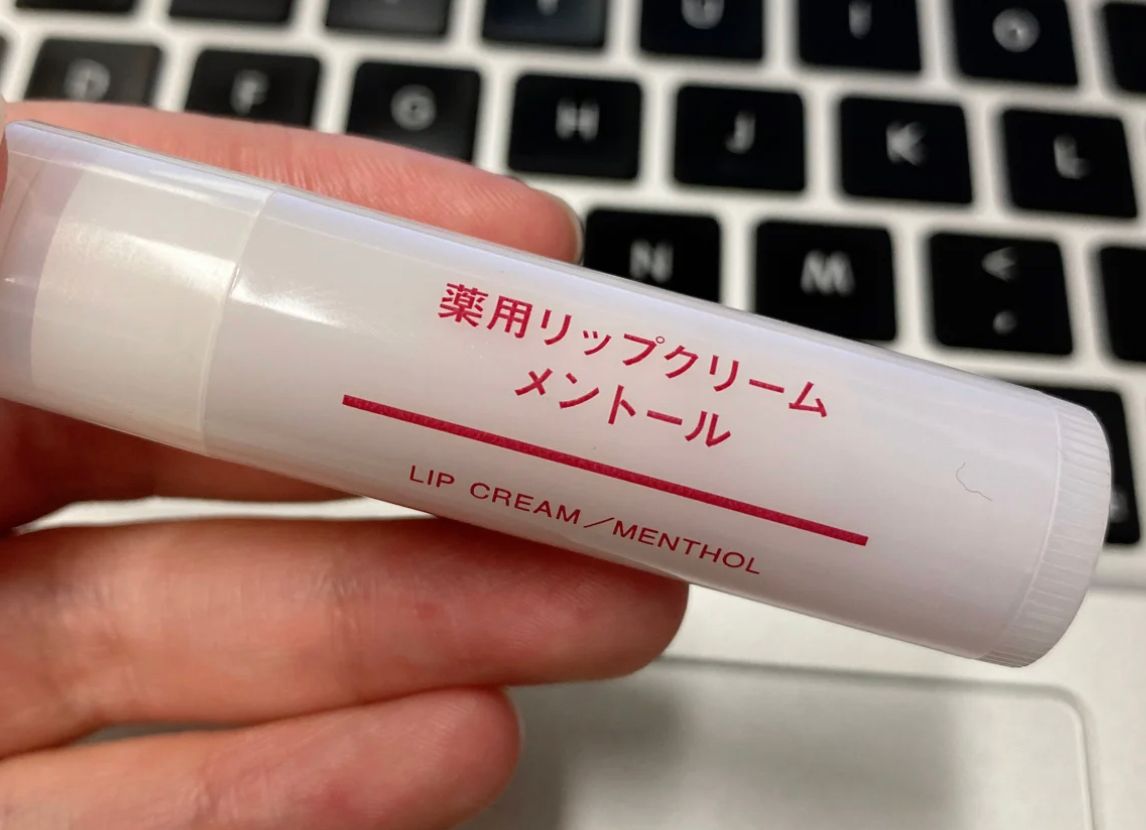 T U I O
D F G H J K L
N M <
,
薬用リップクリーム
メントール
LIP CREAM／MENTHOL